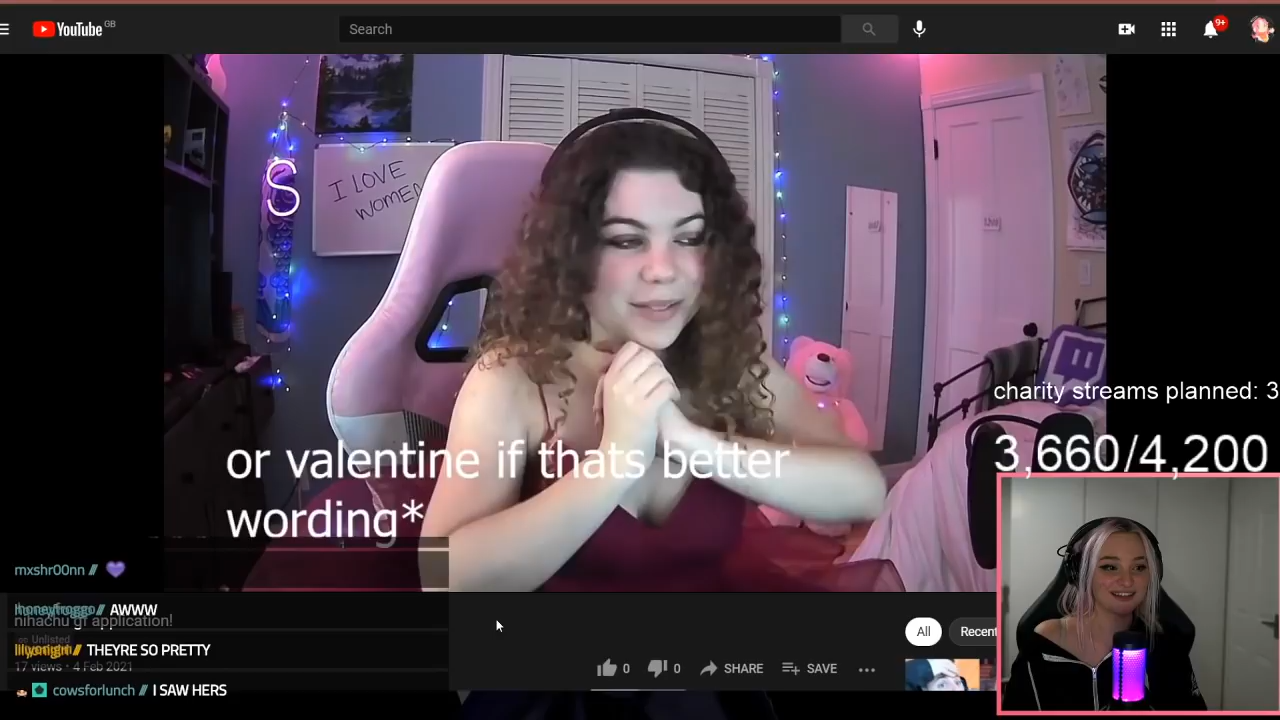 YouTube GB
Search
9+
S
I LOVE
WOMEN
or valentine if thats better
wording*
charity streams planned: 3
3,660/4,200
mxshr00nn //
honeyfroggo // AWWW
nihachu gf application!
Unlisted
// THEYRE SO PRETTY
17 views • 4 Feb 2021
cowsforlunch // I SAW HERS
All
Recent
0
0
SHARE
SAVE